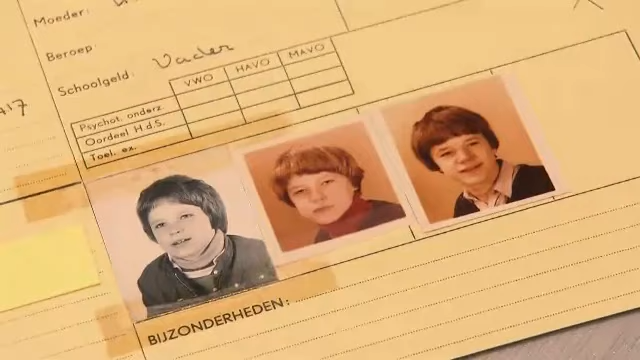 Moeder:
Beroep:
Schoolgeld: Vader
VWO HAVO MAVO
Psychot. onderz.
Oordeel H.d.S.
Toel. ex.
BIJZONDERHEDEN: